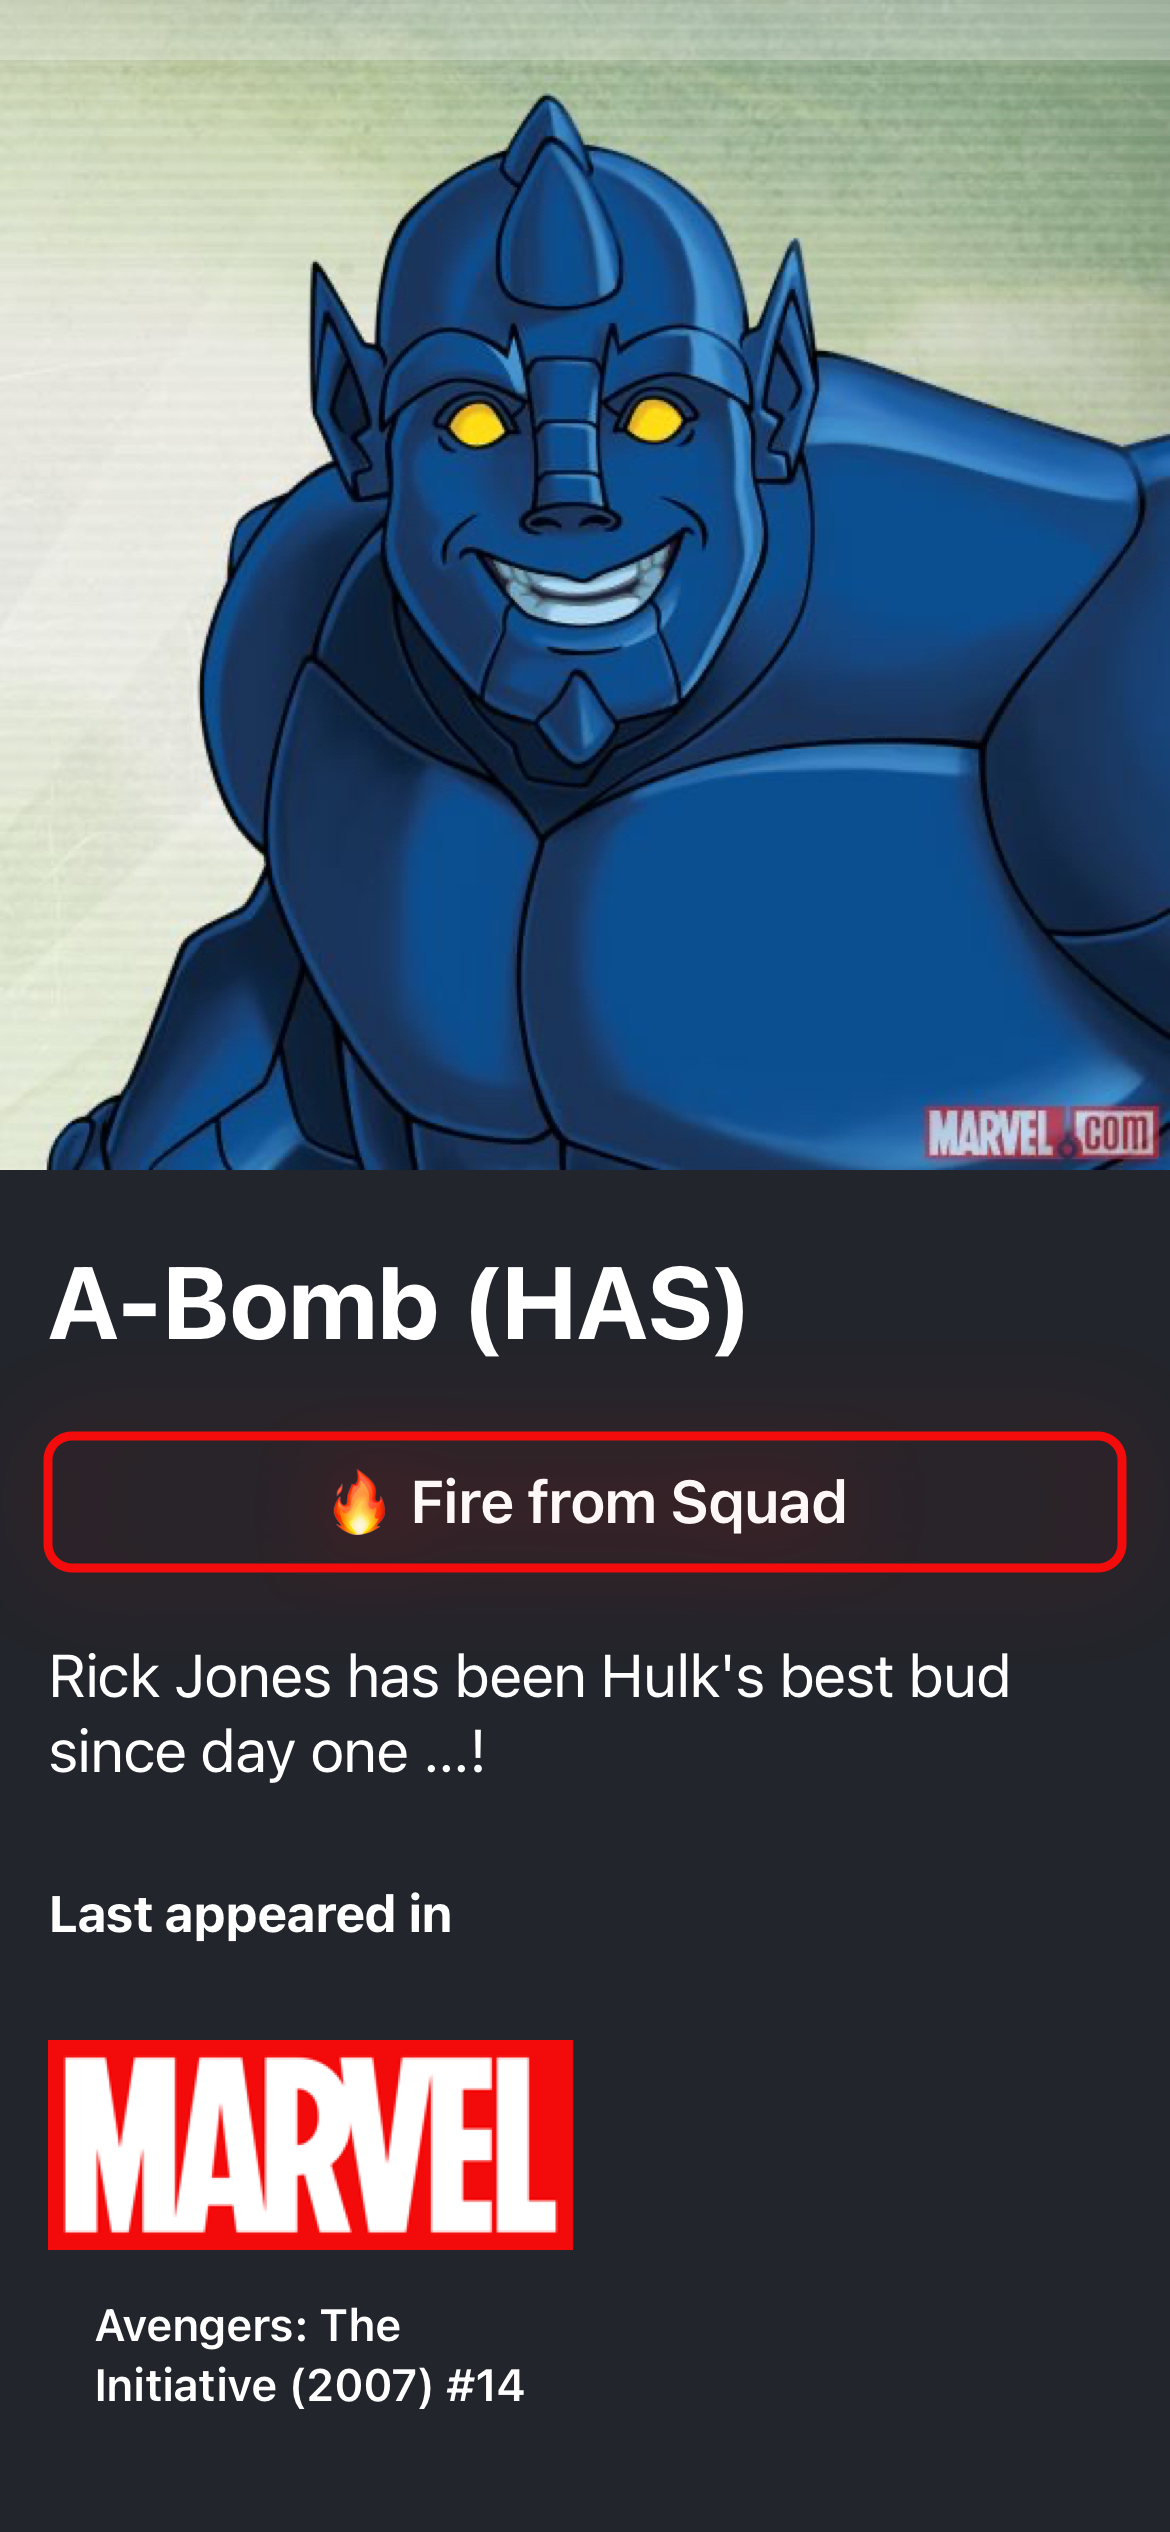 MARVEL.COM
A-Bomb (HAS)
🔥 Fire from Squad
Rick Jones has been Hulk's best bud
since day one ...!
Last appeared in
MARVEL
Avengers: The
Initiative (2007) #14